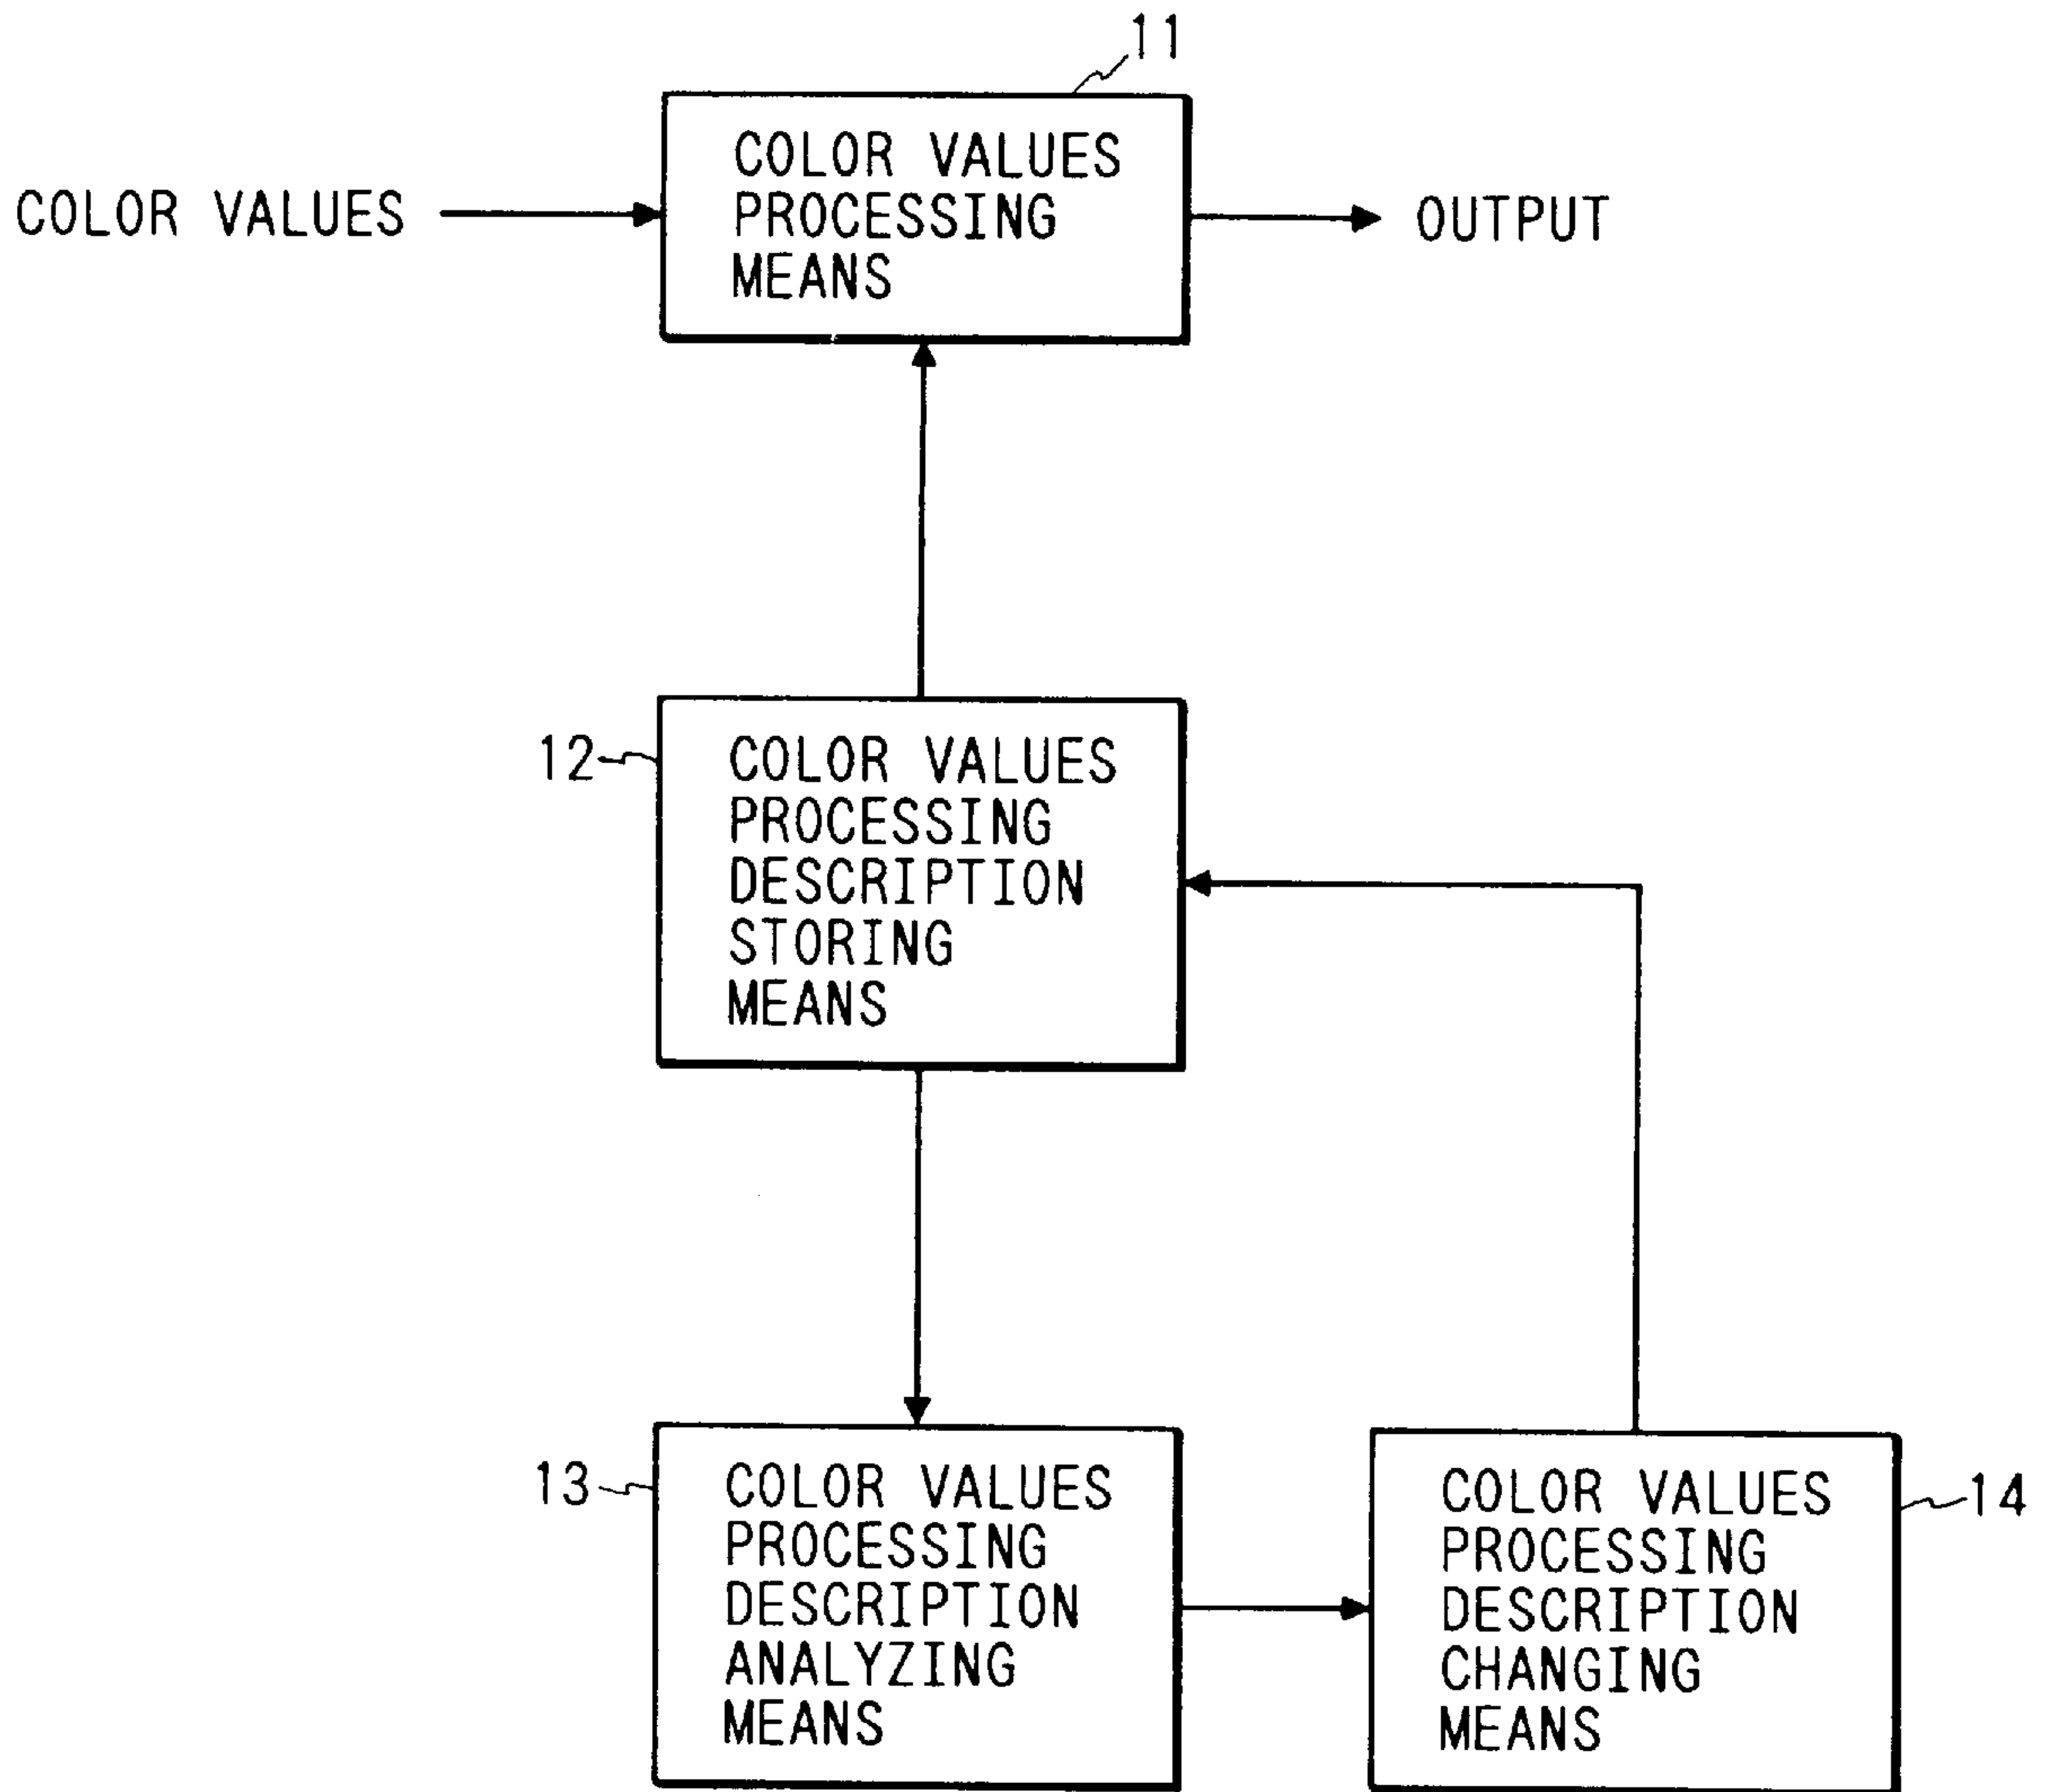 11
COLOR VALUES
PROCESSING
MEANS
COLOR VALUES
OUTPUT
12
COLOR VALUES
PROCESSING
DESCRIPTION
STORING
MEANS
13
COLOR VALUES
PROCESSING
DESCRIPTION
ANALYZING
MEANS
COLOR VALUES
PROCESSING
DESCRIPTION
CHANGING
MEANS
14